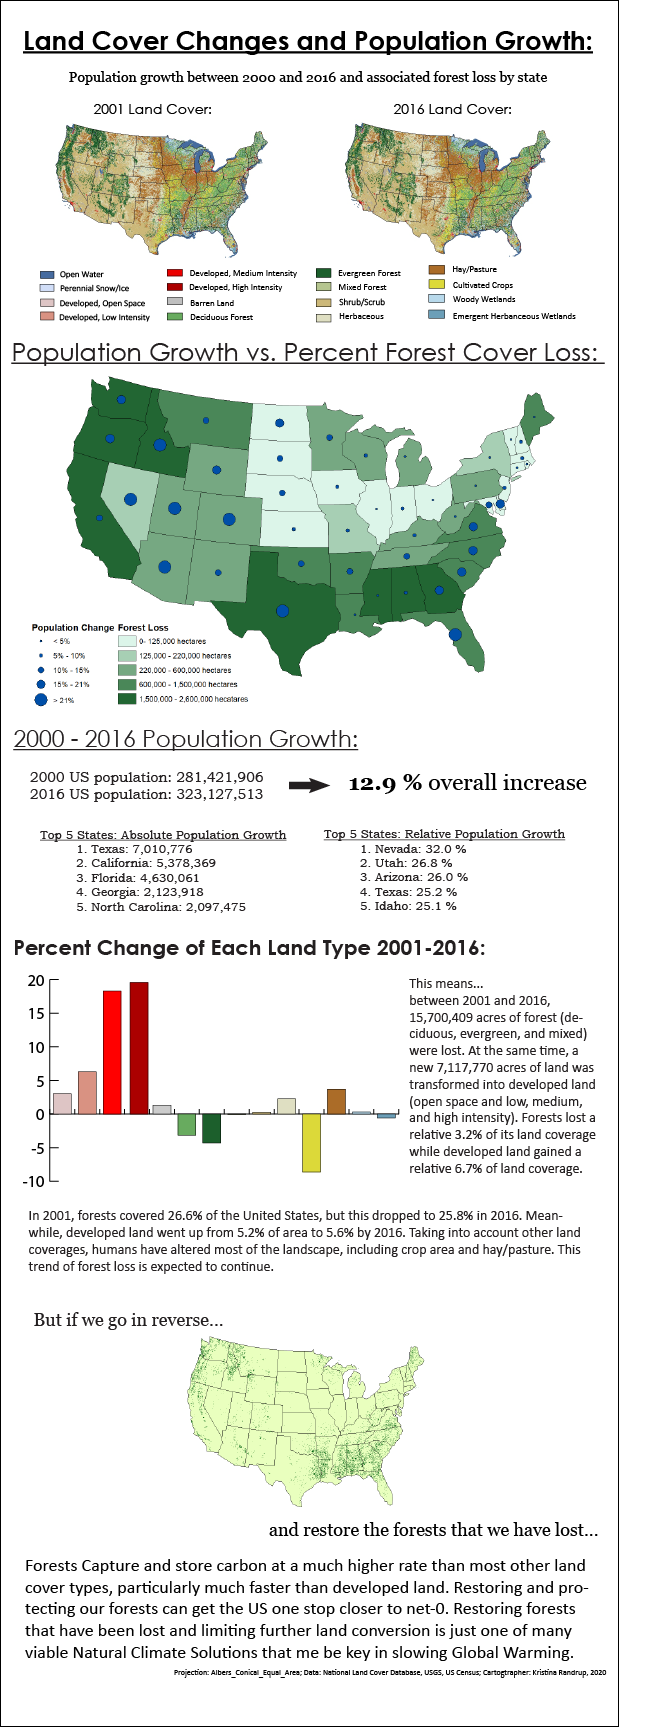 Land Cover Changes and Population Growth:
Population growth between 2000 and 2016 and associated forest loss by state
2001 Land Cover:
2016 Land Cover:
Open Water
Perennial Snow/Ice
Developed, Open Space
Developed, Low Intensity
Developed, Medium Intensity
Developed, High Intensity
Barren Land
Deciduous Forest
Evergreen Forest
Mixed Forest
Shrub/Scrub
Herbaceous
Hay/Pasture
Cultivated Crops
Woody Wetlands
Emergent Herbanceous Wetlands
Population Growth vs. Percent Forest Cover Loss:
Population Change Forest Loss
< 5% 0- 125,000 hectares
5% - 10% 125,000 - 220,000 hectares
10% - 15% 220,000 - 600,000 hectares
15% - 21% 600,000 - 1,500,000 hectares
> 21% 1,500,000 - 2,600,000 hecatares
2000 - 2016 Population Growth:
2000 US population: 281,421,906
2016 US population: 323,127,513
12.9 % overall increase
Top 5 States: Absolute Population Growth
1. Texas: 7,010,776
2. California: 5,378,369
3. Florida: 4,630,061
4. Georgia: 2,123,918
5. North Carolina: 2,097,475
Top 5 States: Relative Population Growth
1. Nevada: 32.0 %
2. Utah: 26.8 %
3. Arizona: 26.0 %
4. Texas: 25.2 %
5. Idaho: 25.1 %
Percent Change of Each Land Type 2001-2016:
20
15
10
5
0
-5
-10
This means...
between 2001 and 2016,
15,700,409 acres of forest (de-
ciduous, evergreen, and mixed)
were lost. At the same time, a
new 7,117,770 acres of land was
transformed into developed land
(open space and low, medium,
and high intensity). Forests lost a
relative 3.2% of its land coverage
while developed land gained a
relative 6.7% of land coverage.
In 2001, forests covered 26.6% of the United States, but this dropped to 25.8% in 2016. Mean-
while, developed land went up from 5.2% of area to 5.6% by 2016. Taking into account other land
coverages, humans have altered most of the landscape, including crop area and hay/pasture. This
trend of forest loss is expected to continue.
But if we go in reverse...
and restore the forests that we have lost...
Forests Capture and store carbon at a much higher rate than most other land
cover types, particularly much faster than developed land. Restoring and pro-
tecting our forests can get the US one stop closer to net-0. Restoring forests
that have been lost and limiting further land conversion is just one of many
viable Natural Climate Solutions that me be key in slowing Global Warming.
Projection: Albers_Conical_Equal_Area; Data: National Land Cover Database, USGS, US Census; Cartogtrapher: Kristina Randrup, 2020